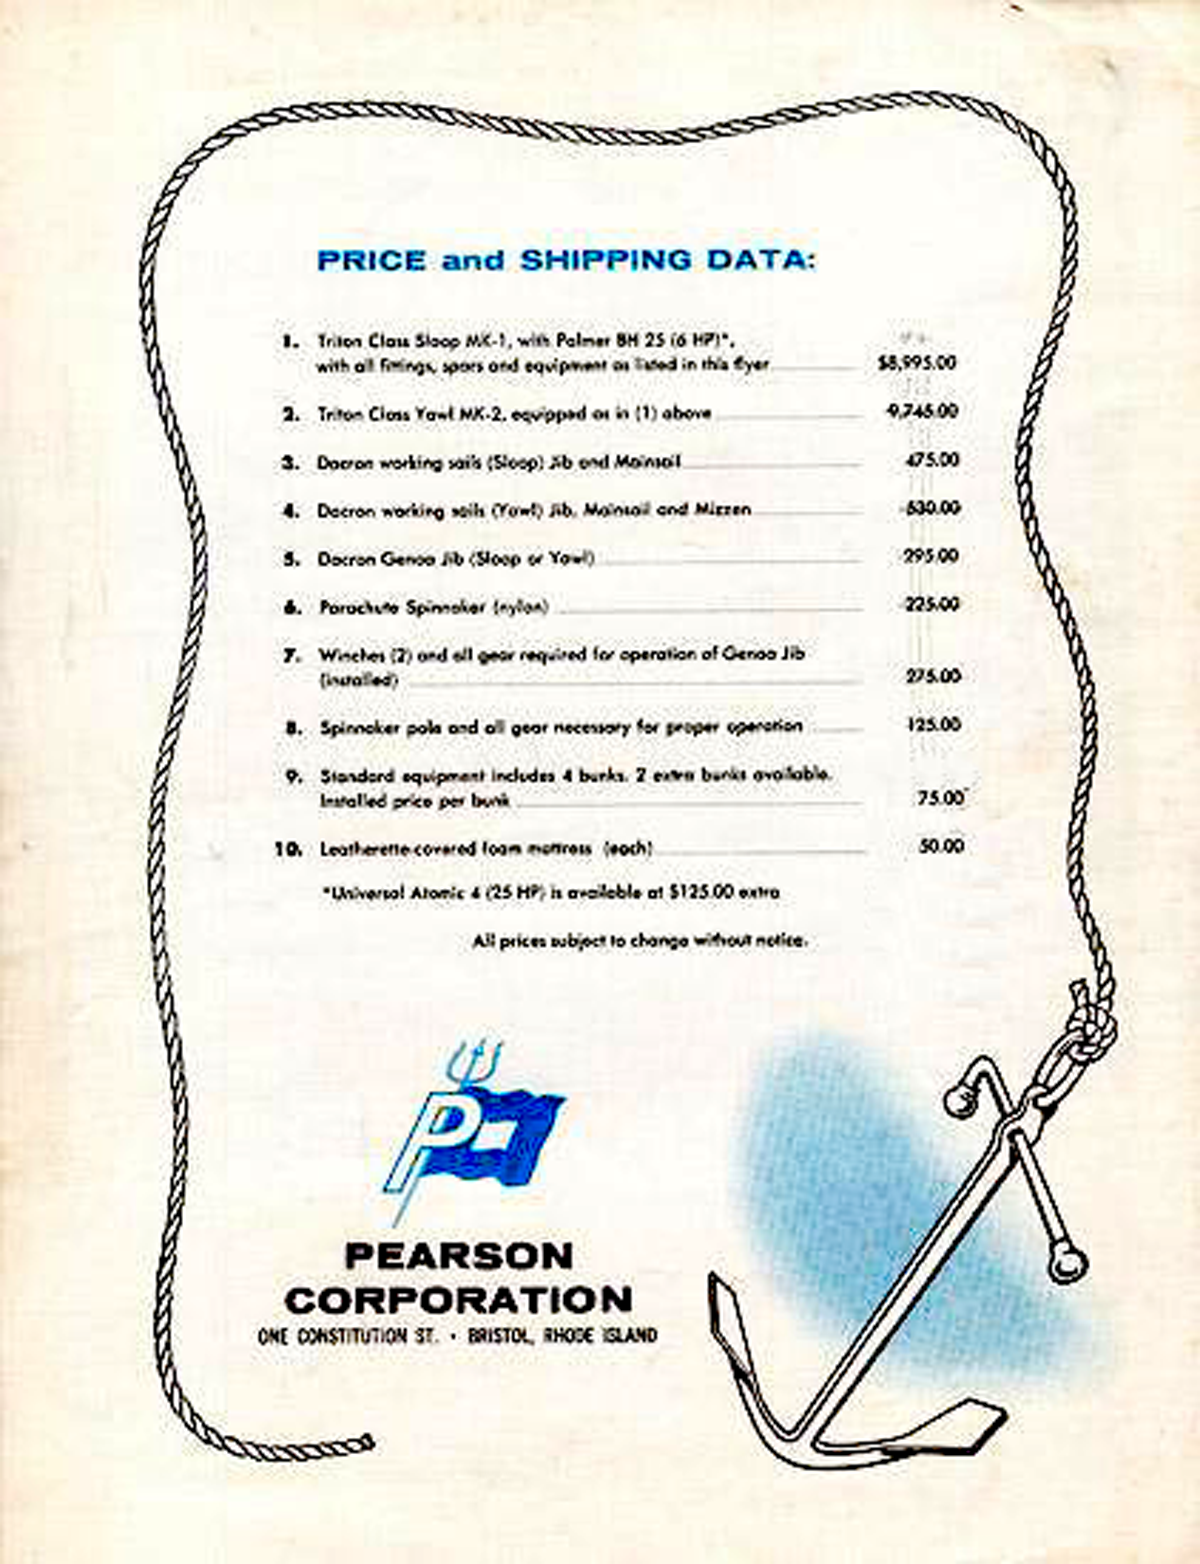 PRICE and SHIPPING DATA:
1. Triton Class Sloop MK-1, with Palmer BH 25 (6 HP)*,
with all fittings, spars and equipment as listed in this flyer $8,995.00
2. Triton Class Yawl MK-2, equipped as in (1) above 9,745.00
3. Dacron working sails (Sloop) Jib and Mainsail 475.00
4. Dacron working sails (Yawl) Jib, Mainsail and Mizzen 530.00
5. Dacron Genoa Jib (Sloop or Yawl) 295.00
6. Parachute Spinnaker (nylon) 225.00
7. Winches (2) and all gear required for operation of Genoa Jib
(installed) 275.00
8. Spinnaker pole and all gear necessary for proper operation 125.00
9. Standard equipment includes 4 bunks. 2 extra bunks available.
Installed price per bunk 75.00
10. Leatherette-covered foam mattress (each) 50.00
*Universal Atomic 4 (25 HP) is available at $125.00 extra
All prices subject to change without notice.
P
PEARSON
CORPORATION
ONE CONSTITUTION ST. • BRISTOL, RHODE ISLAND